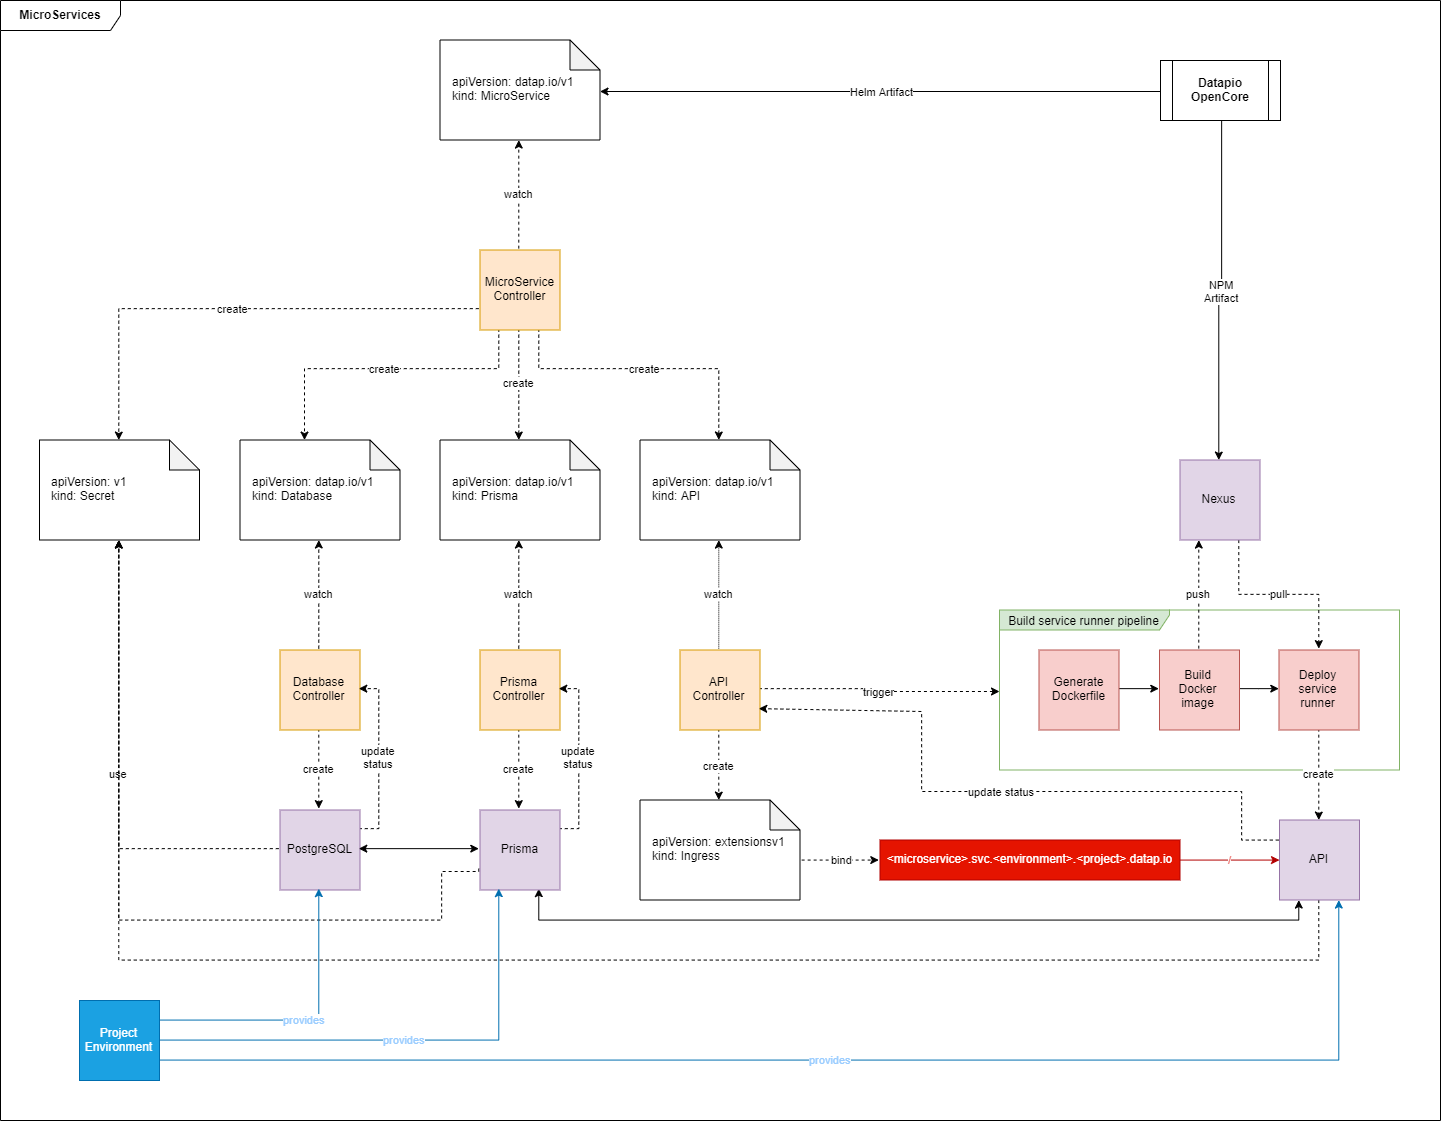 MicroServices
apiVersion: datap.io/v1
kind: MicroService
Helm Artifact
Datapio
OpenCore
watch
MicroService
Controller
NPM
Artifact
create
create
create
create
apiVersion: v1
kind: Secret
apiVersion: datap.io/v1
kind: Database
apiVersion: datap.io/v1
kind: Prisma
apiVersion: datap.io/v1
kind: API
Nexus
watch
watch
watch
push
pull
Build service runner pipeline
Database
Controller
Prisma
Controller
API
Controller
trigger
Generate
Dockerfile
Build
Docker
image
Deploy
service
runner
update
status
update
status
use
create
create
create
create
update status
PostgreSQL
Prisma
apiVersion: extensionsv1
kind: Ingress
bind
<microservice>.svc.<environment>.<project>.datap.io
/
API
Project
Environment
provides
provides
provides